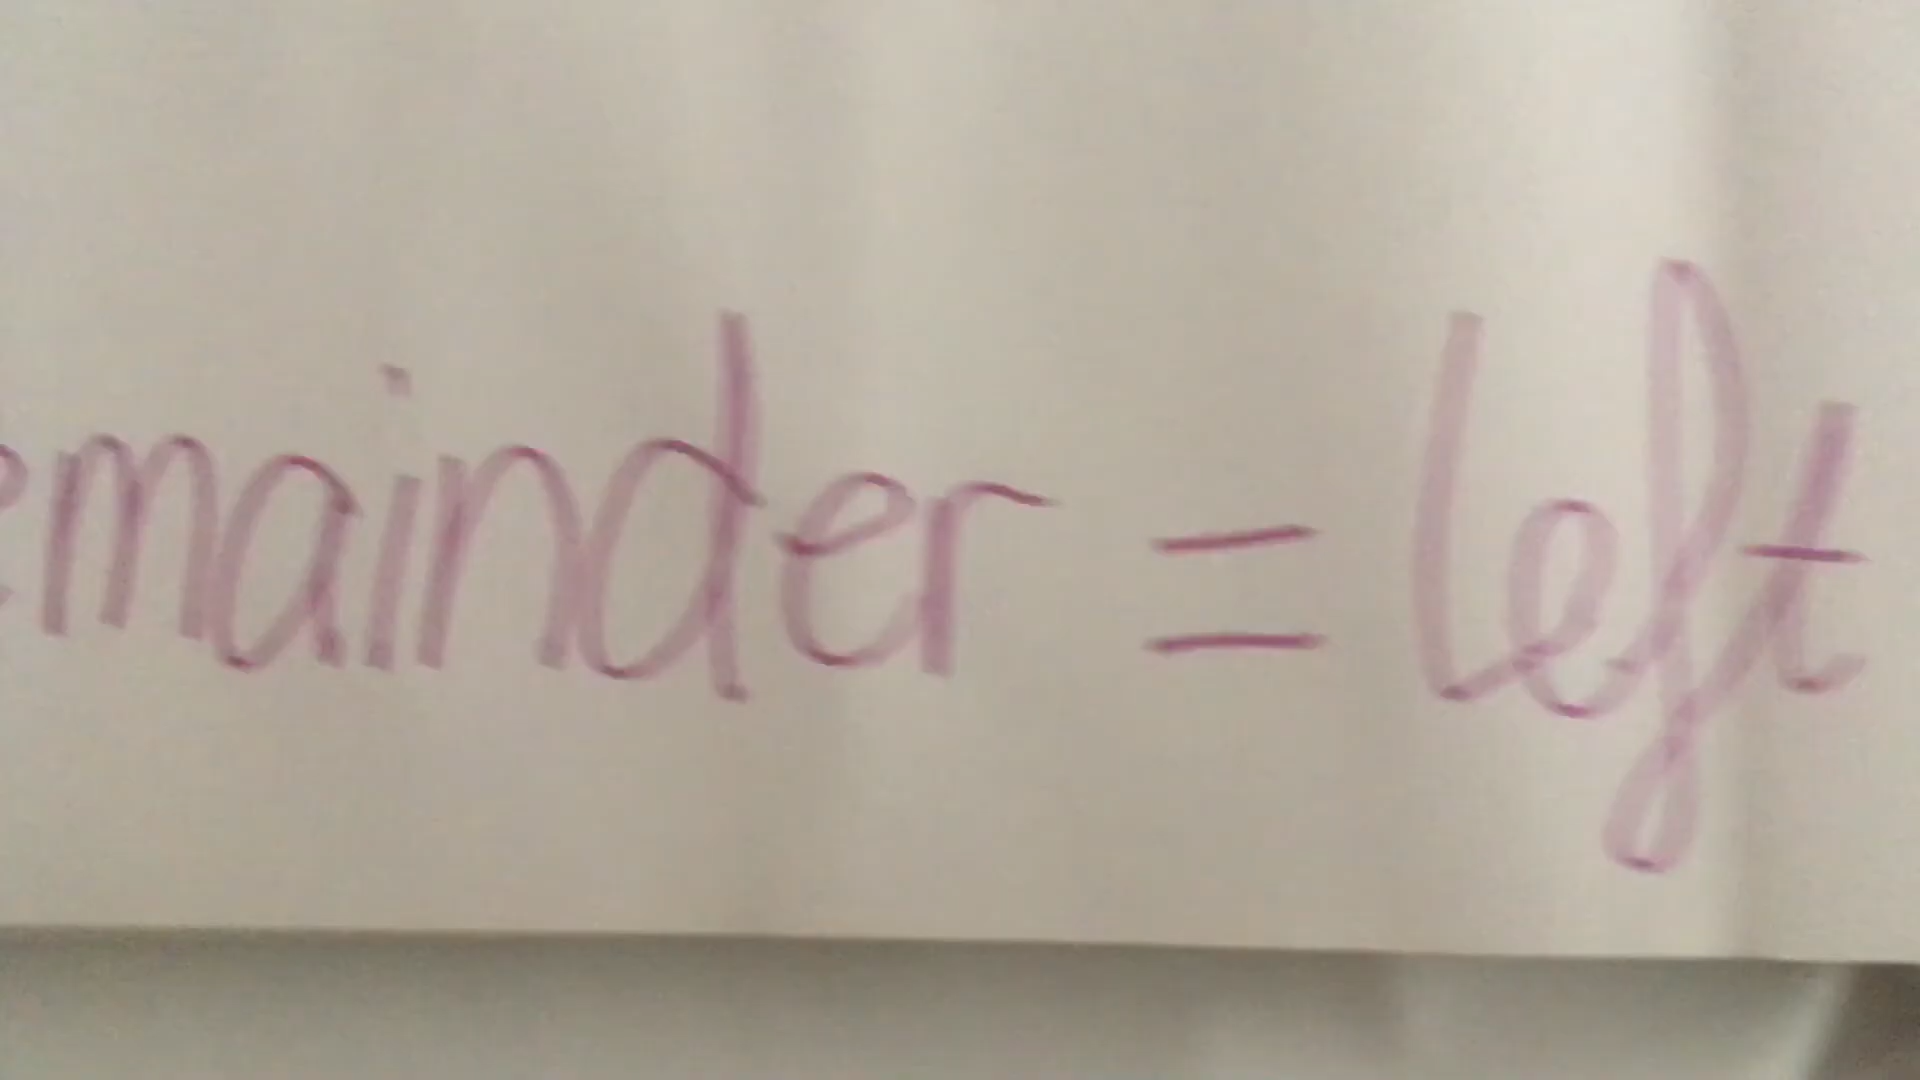 emainder = left